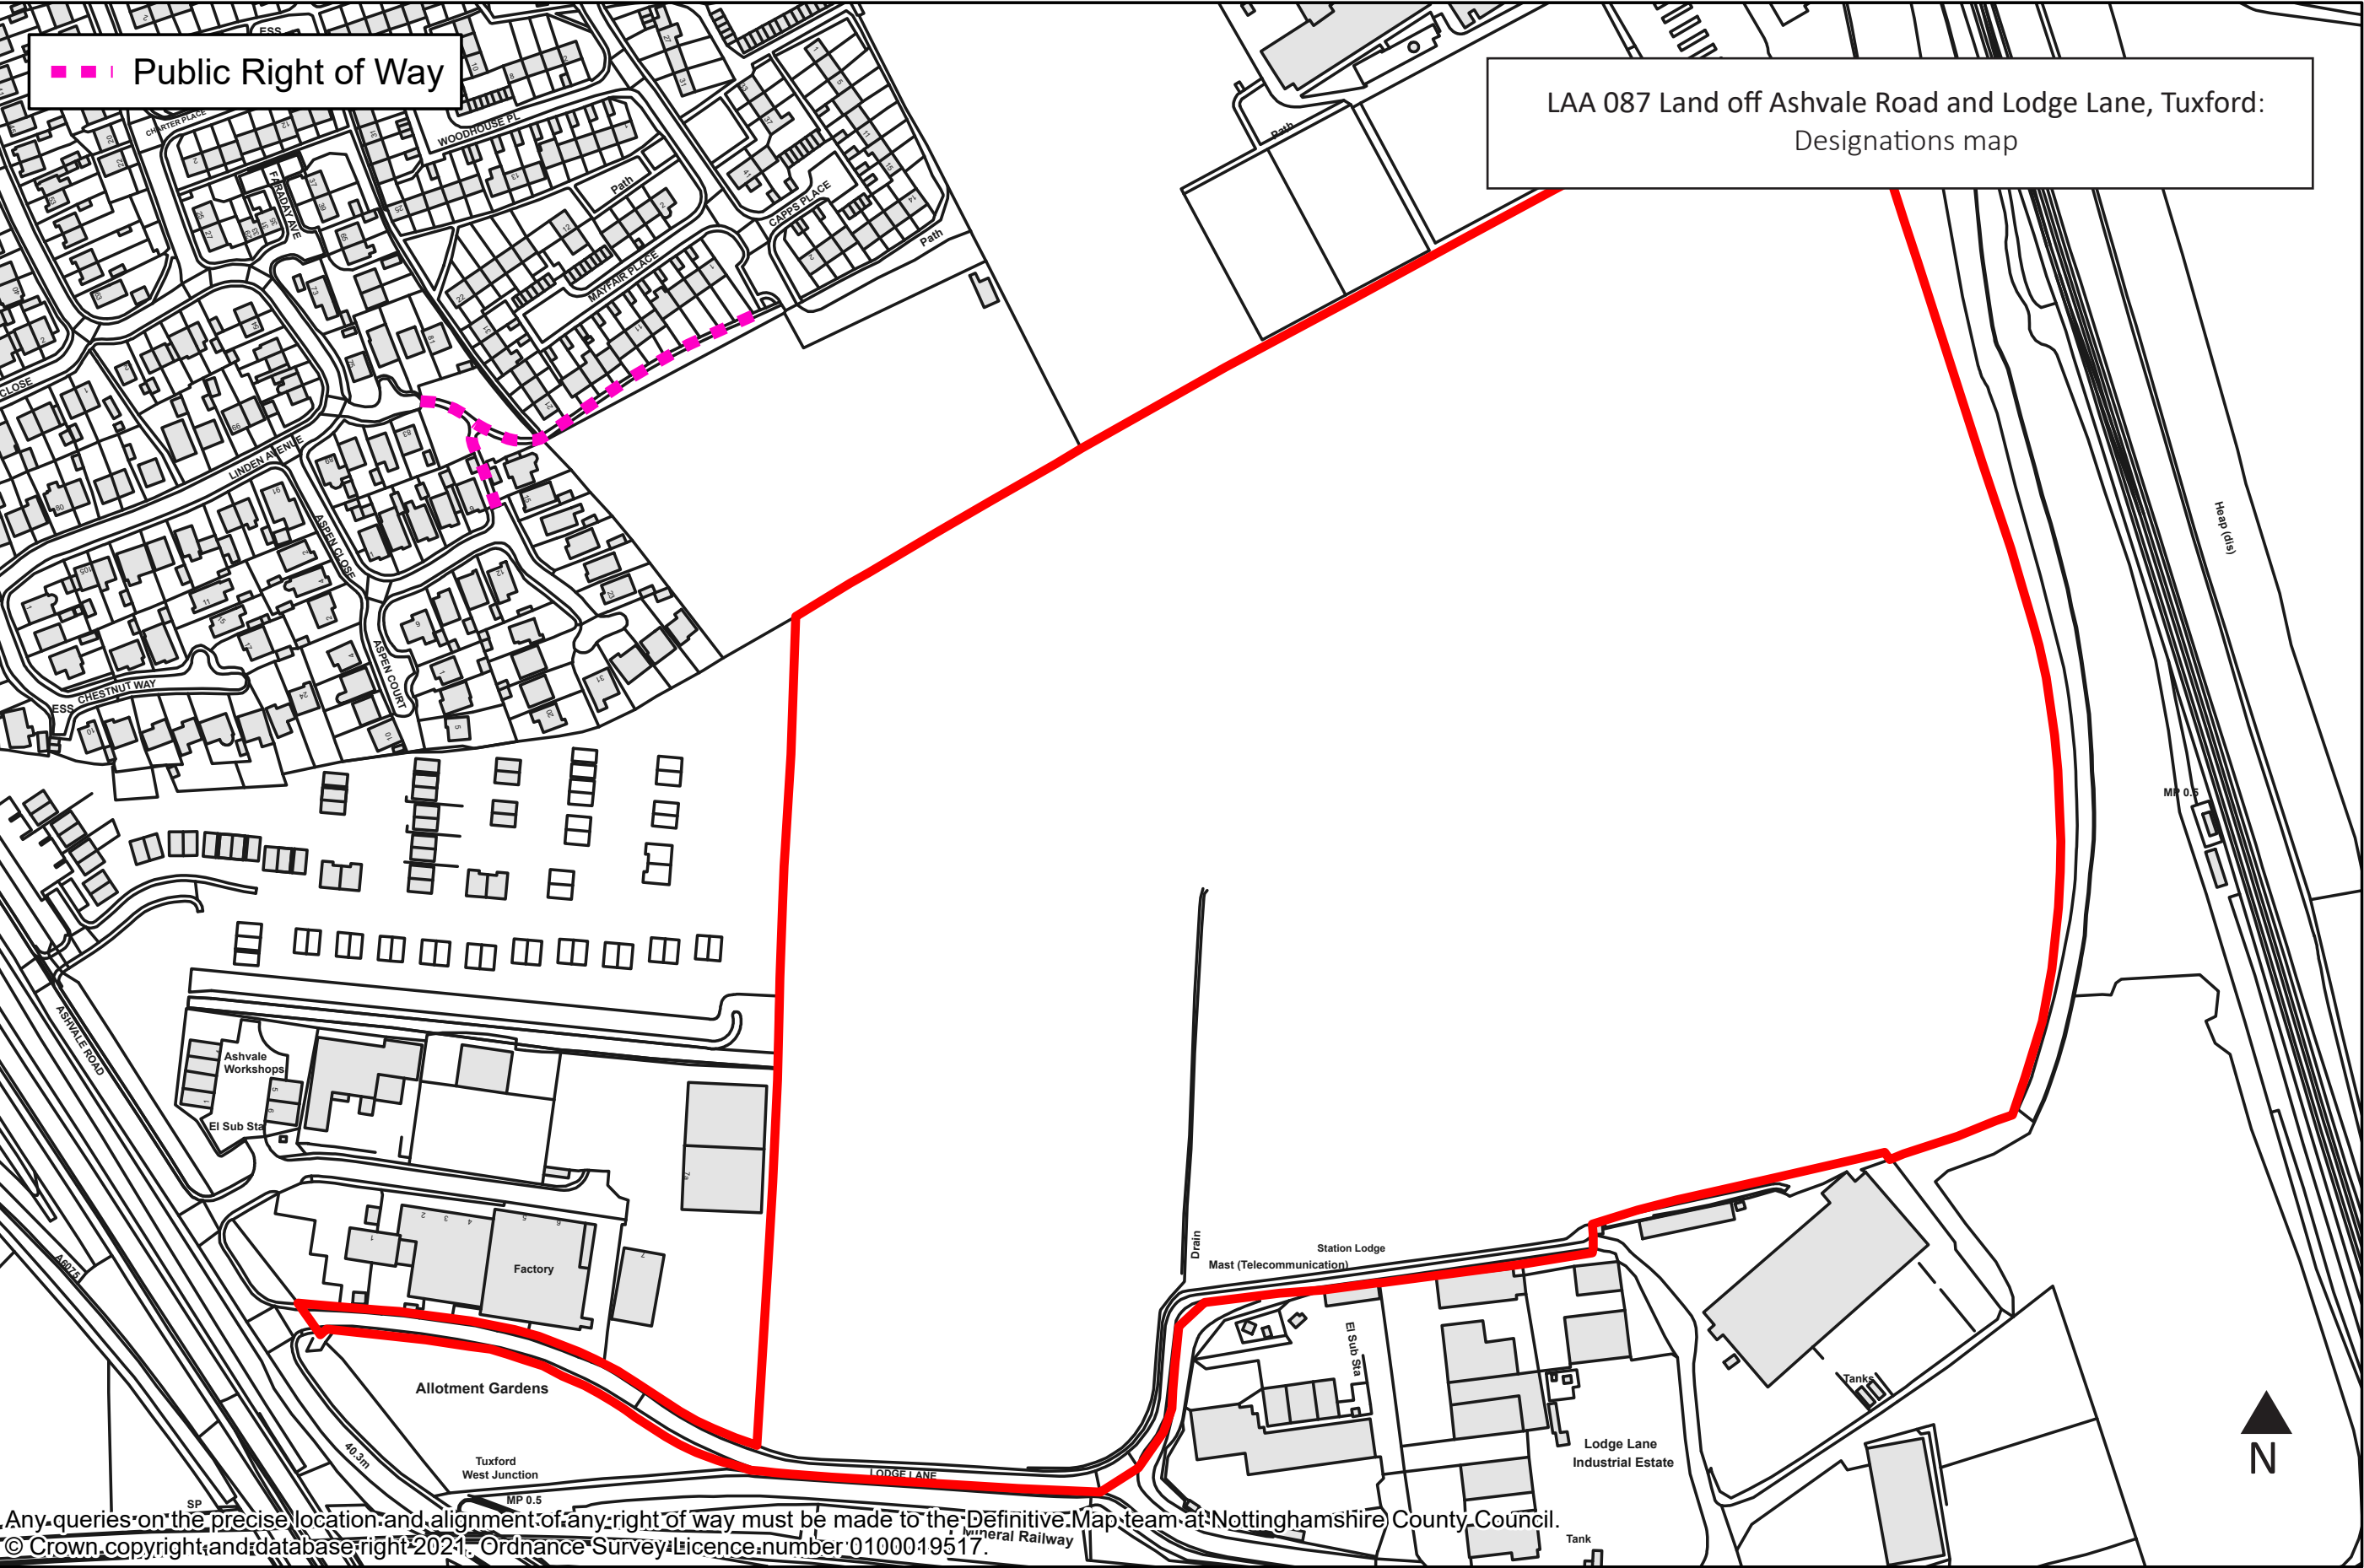 ESS
Public Right of Way
LAA 087 Land off Ashvale Road and Lodge Lane, Tuxford:
Designations map
CHARTER PLACE
WOODHOUSE PL
Path
FARADAY AVE
Path
CAPPS PLACE
Path
MAYFAIR PLACE
CLOSE
LINDEN AVENUE
ASPEN CLOSE
Heap (dis)
ASPEN COURT
CHESTNUT WAY
ESS
MP 0.5
ASHVALE ROAD
Ashvale
Workshops
El Sub Sta
A6075
Factory
Drain
Station Lodge
Mast (Telecommunication)
El Sub Sta
Tanks
Allotment Gardens
40.3m
Tuxford
West Junction
LODGE LANE
Lodge Lane
Industrial Estate
N
MP 0.5
SP
Any queries on the precise location and alignment of any right of way must be made to the Definitive Map team at Nottinghamshire County Council.
Mineral Railway
Tank
© Crown copyright and database right 2021. Ordnance Survey Licence number 0100019517.